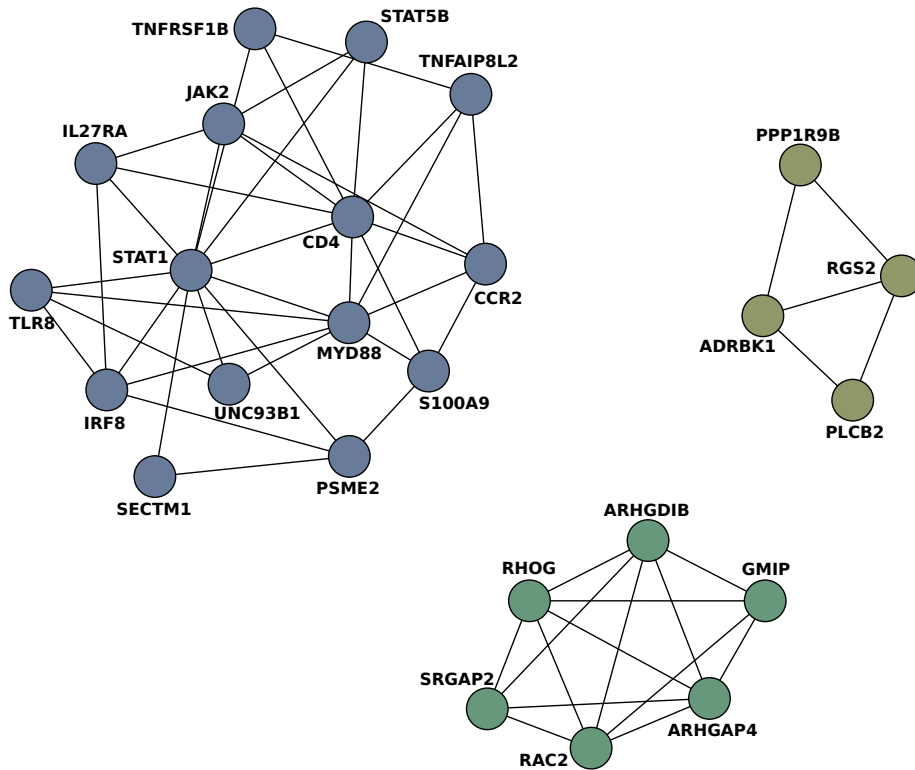 STAT5B
TNFRSF1B
TNFAIP8L2
JAK2
IL27RA
PPP1R9B
CD4
STAT1
RGS2
CCR2
TLR8
ADRBK1
MYD88
S100A9
UNC93B1
IRF8
PLCB2
PSME2
SECTM1
ARHGDIB
RHOG
GMIP
SRGAP2
ARHGAP4
RAC2